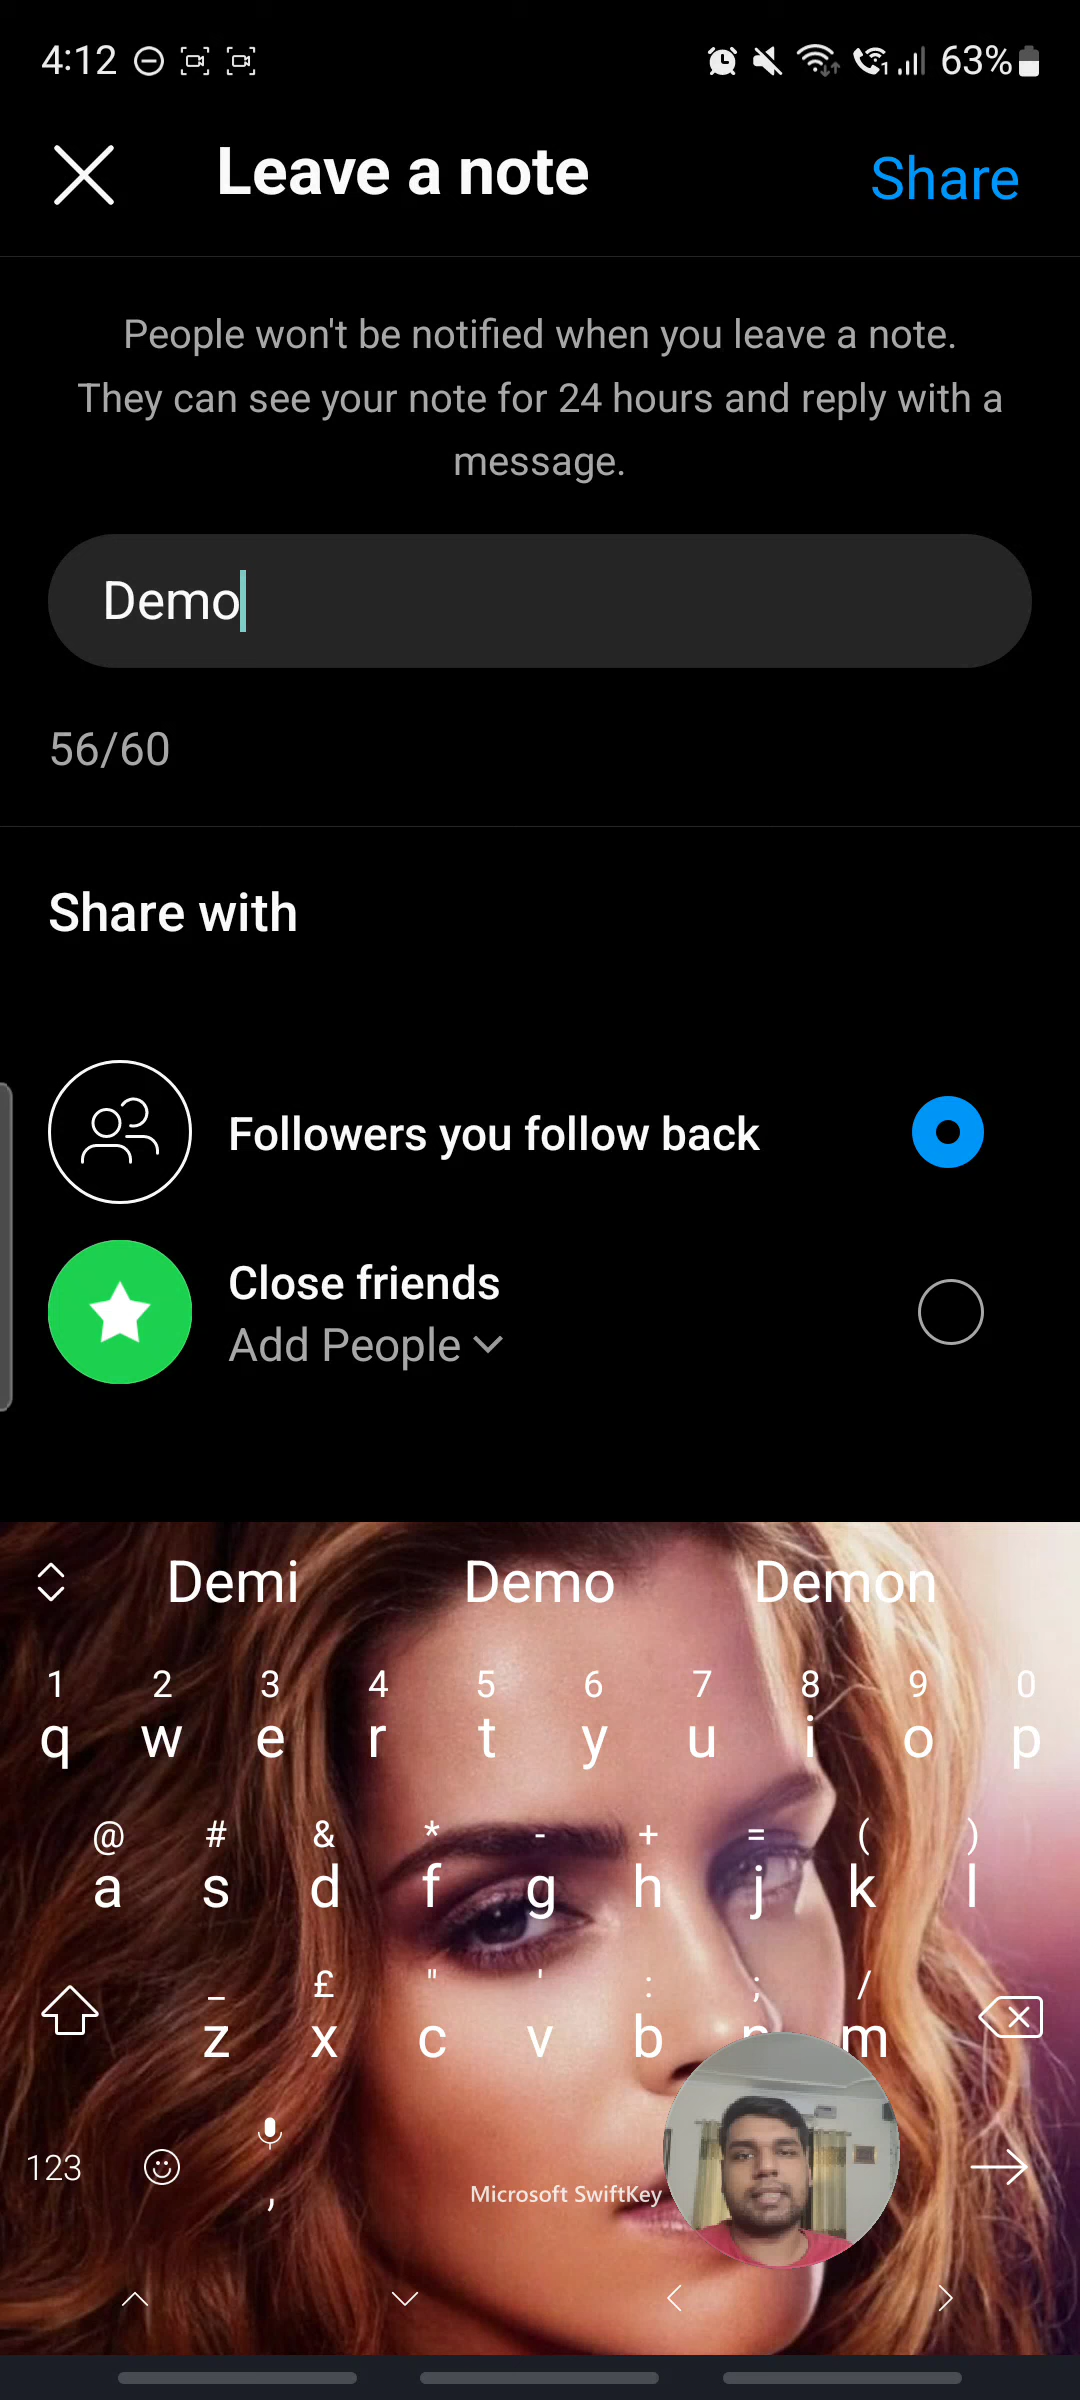 4:12
63%
Leave a note
Share
People won't be notified when you leave a note.
They can see your note for 24 hours and reply with a
message.
Demo
56/60
Share with
Followers you follow back
Close friends
Add People
Demi Demo Demon
1 2 3 4 5 6 7 8 9 0
q w e r t y u i o p
@ # & * - + = ( )
a s d f g h j k l
_ £ " ' : ; /
z x c v b n m
123 ,
Microsoft SwiftKey